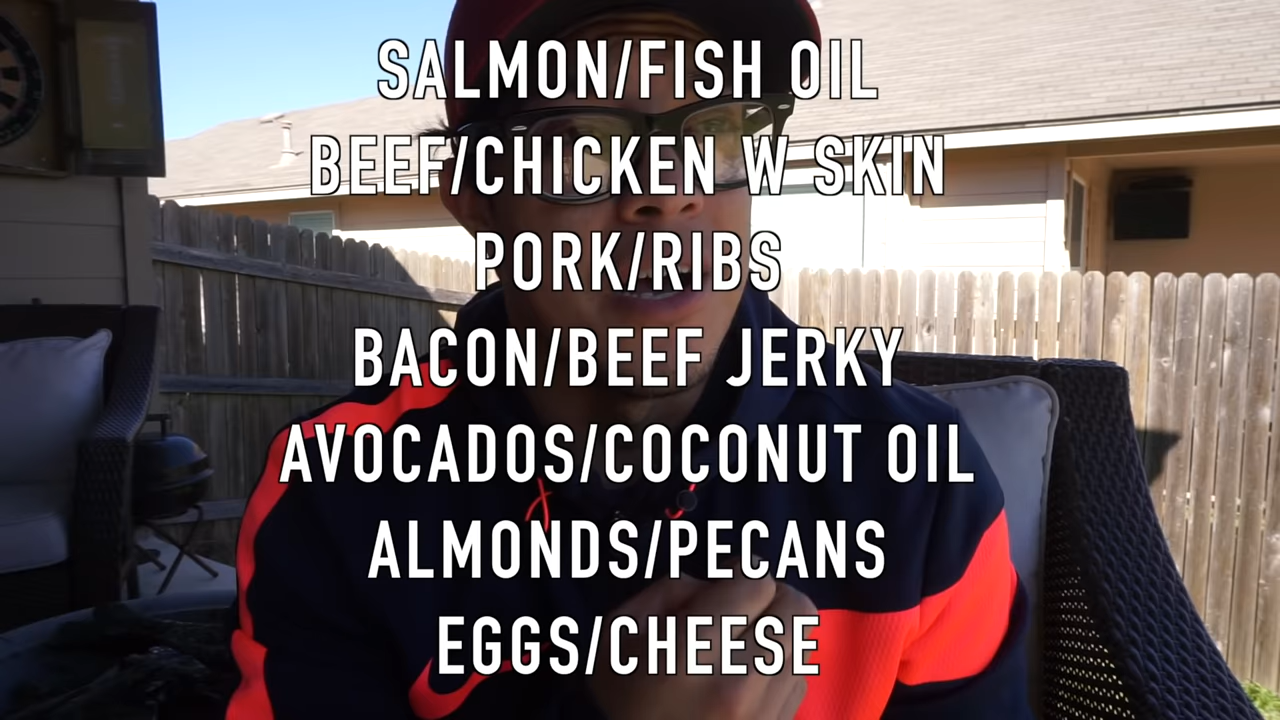 SALMON/FISH OIL
BEEF/CHICKEN W SKIN
PORK/RIBS
BACON/BEEF JERKY
AVOCADOS/COCONUT OIL
ALMONDS/PECANS
EGGS/CHEESE